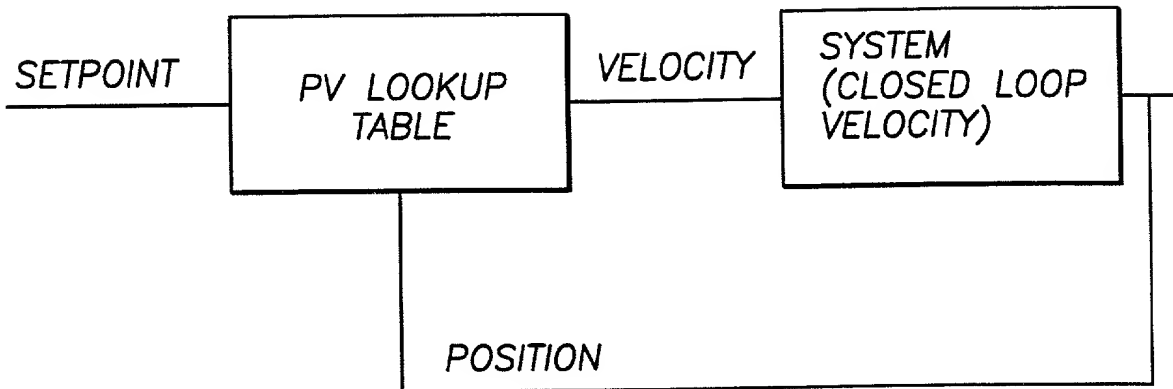 SETPOINT
PV LOOKUP
TABLE
VELOCITY
SYSTEM
(CLOSED LOOP
VELOCITY)
POSITION